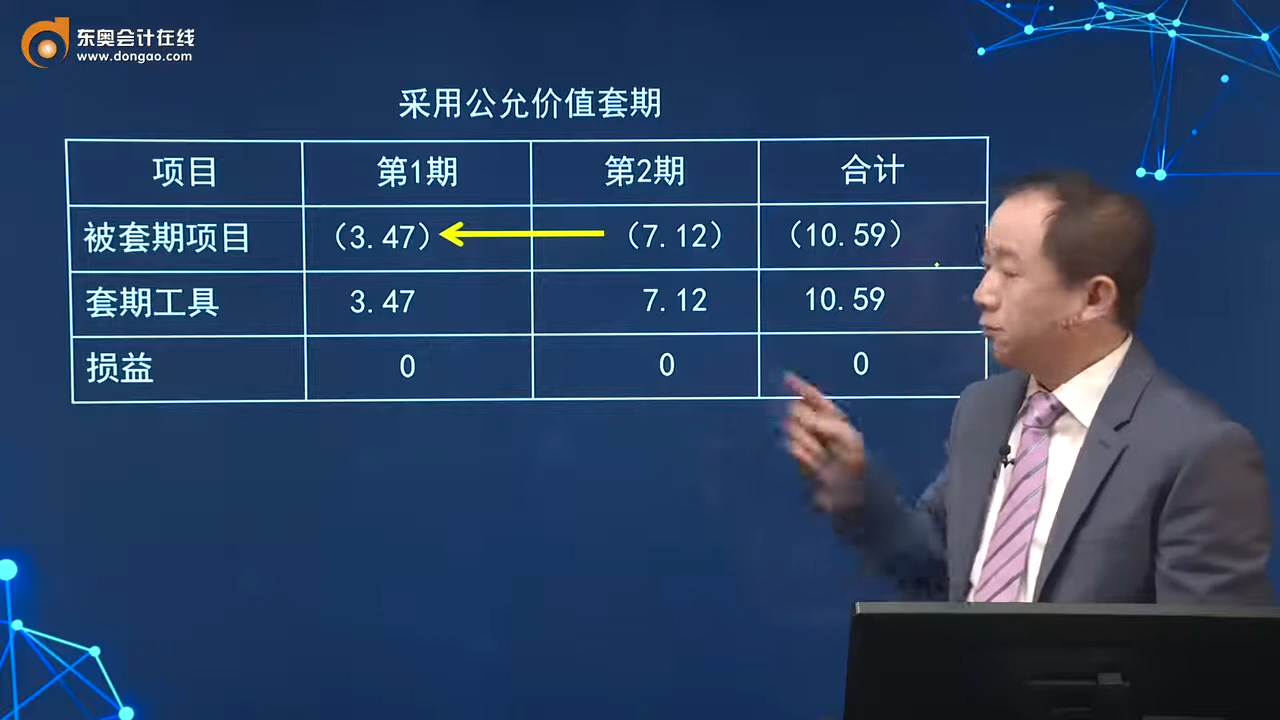 东奥会计在线
www.dongao.com
采用公允价值套期
项目 第1期 第2期 合计
被套期项目 （3.47） （7.12） （10.59）
套期工具 3.47 7.12 10.59
损益 0 0 0